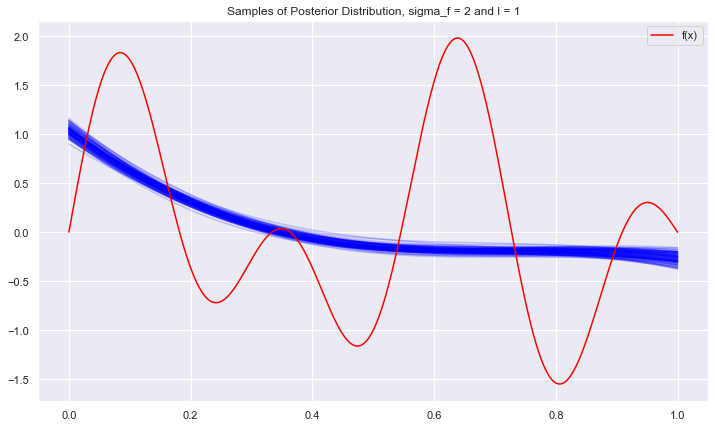 Samples of Posterior Distribution, sigma_f = 2 and l = 1
f(x)
2.0
1.5
1.0
0.5
0.0
−0.5
−1.0
−1.5
0.0 0.2 0.4 0.6 0.8 1.0